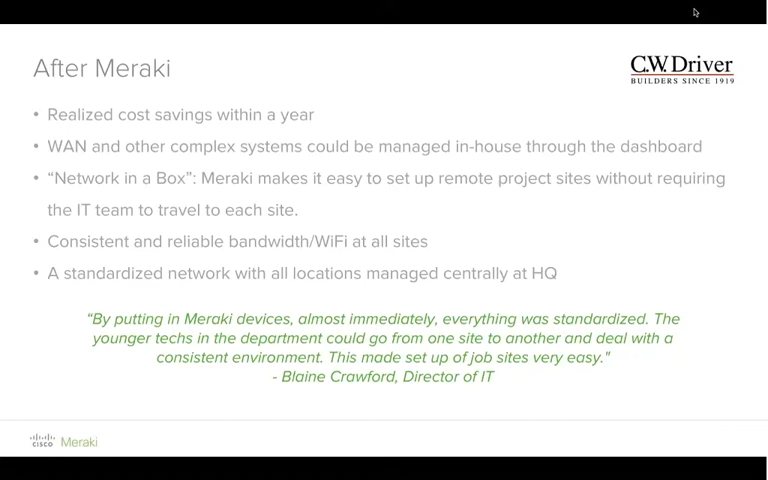 After Meraki
C.W. Driver
BUILDERS SINCE 1919
• Realized cost savings within a year
• WAN and other complex systems could be managed in-house through the dashboard
• “Network in a Box”: Meraki makes it easy to set up remote project sites without requiring
the IT team to travel to each site.
• Consistent and reliable bandwidth/WiFi at all sites
• A standardized network with all locations managed centrally at HQ
“By putting in Meraki devices, almost immediately, everything was standardized. The
younger techs in the department could go from one site to another and deal with a
consistent environment. This made set up of job sites very easy."
- Blaine Crawford, Director of IT
cisco Meraki